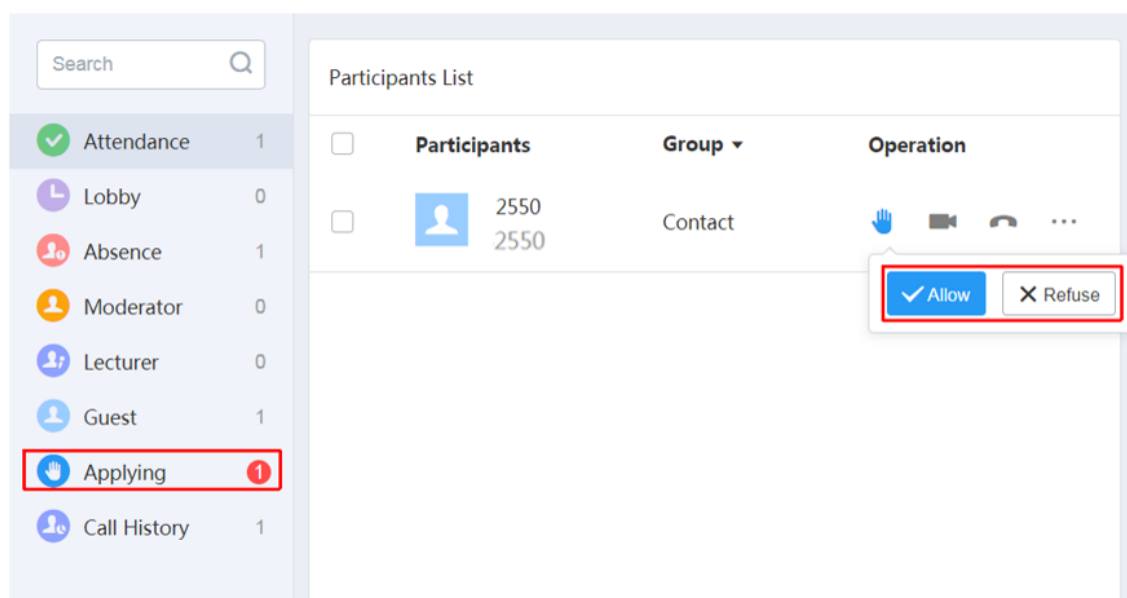 Search
Attendance 1
Lobby 0
Absence 1
Moderator 0
Lecturer 0
Guest 1
Applying 1
Call History 1
Participants List
Participants Group Operation
2550 Contact
2550
Allow Refuse